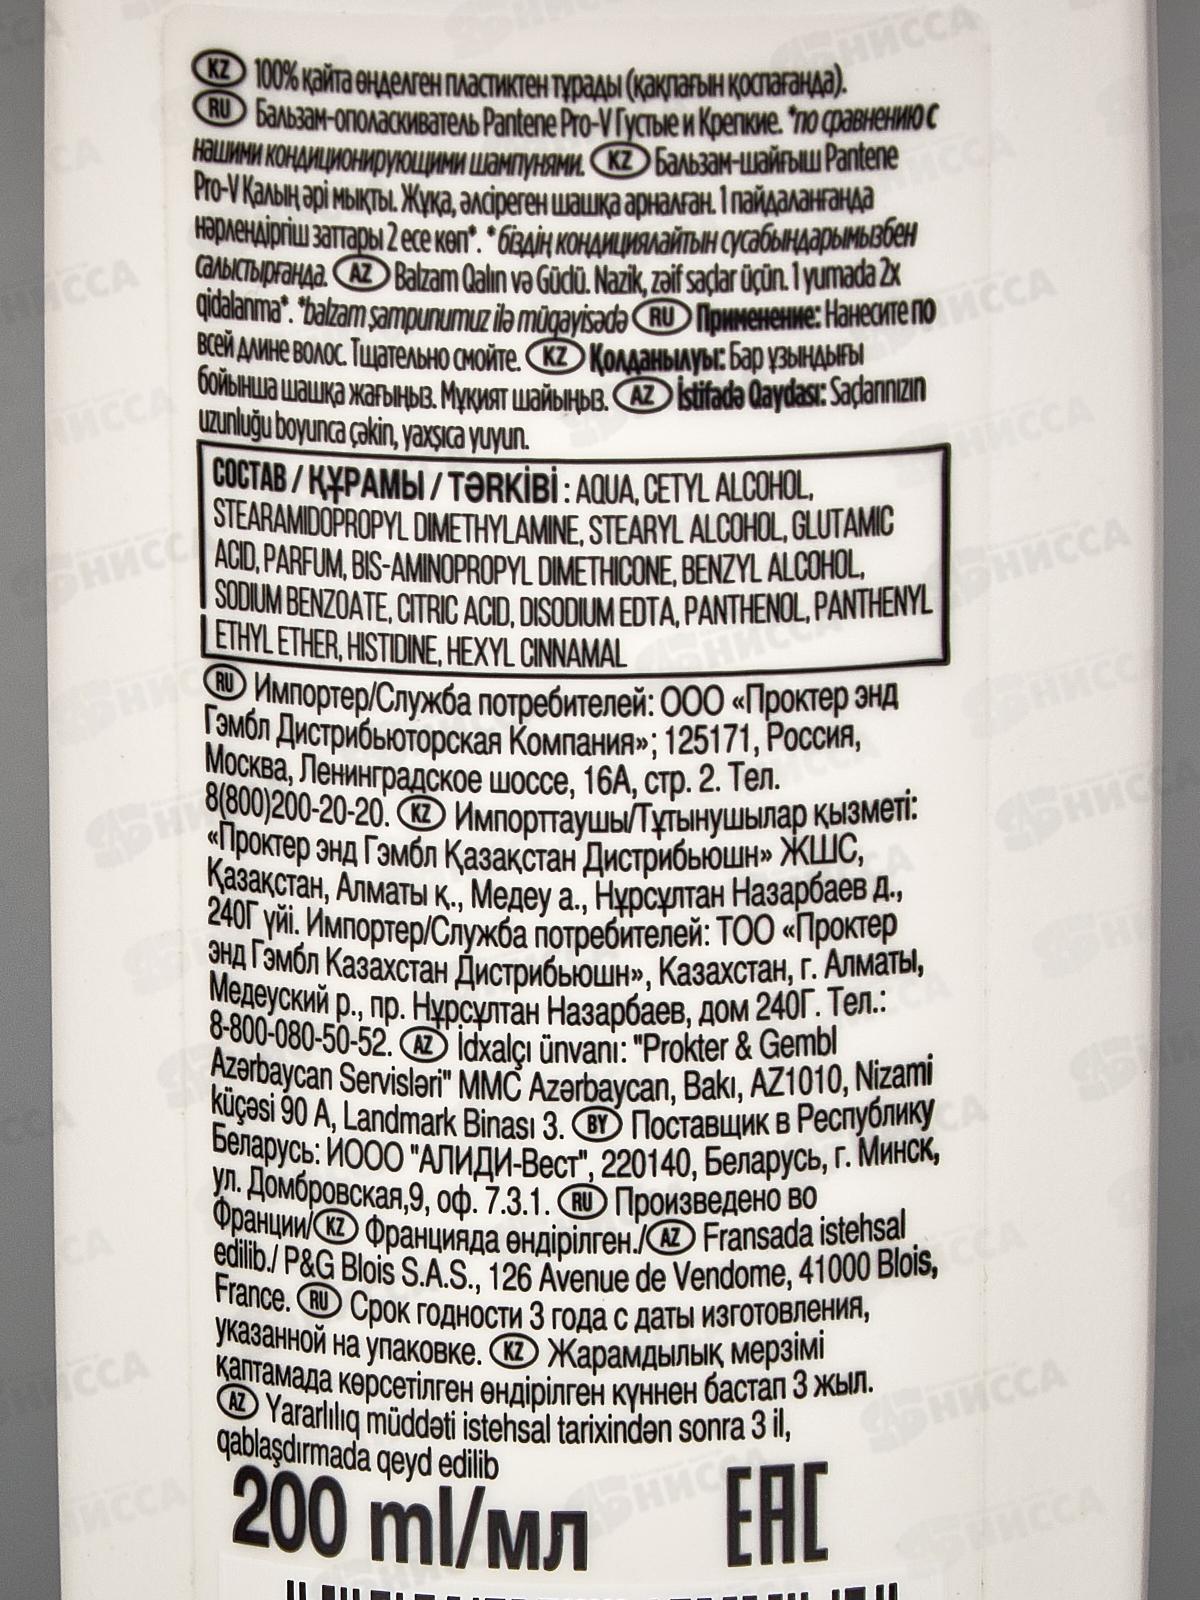 KZ 100% қайта өнделген пластиктен тұрады (қақпағын қоспағанда).
RU Бальзам-ополаскиватель Pantene Pro-V Густые и Крепкие. *по сравнению с
нашими кондиционирующими шампунями. KZ Бальзам-шайғыш Pantene
Pro-V Қалың әрі мықты. Жұқа, әлсіреген шашқа арналған. 1 пайдаланғанда
нәрлендіргіш заттары 2 есе көп*. *біздің кондициялайтын сусабындарымызбен
салыстырғанда. AZ Balzam Qalın və Güclü. Nazik, zəif saçlar üçün. 1 yumada 2x
qidalanma*. *balzam şampunumuz ilə müqayisədə RU Применение: Нанесите по
всей длине волос. Тщательно смойте. KZ Қолданылуы: Бар ұзындығы
бойынша шашқа жағыңыз. Мұқият шайыңыз. AZ İstifadə Qaydası: Saçlarınızın
uzunluğu boyunca çəkin, yaxşıca yuyun.
СОСТАВ / ҚҰРАМЫ / TƏRKİBİ : AQUA, CETYL ALCOHOL,
STEARAMIDOPROPYL DIMETHYLAMINE, STEARYL ALCOHOL, GLUTAMIC
ACID, PARFUM, BIS-AMINOPROPYL DIMETHICONE, BENZYL ALCOHOL,
SODIUM BENZOATE, CITRIC ACID, DISODIUM EDTA, PANTHENOL, PANTHENYL
ETHYL ETHER, HISTIDINE, HEXYL CINNAMAL
RU Импортер/Служба потребителей: ООО «Проктер энд
Гэмбл Дистрибьюторская Компания»; 125171, Россия,
Москва, Ленинградское шоссе, 16А, стр. 2. Тел.
8(800)200-20-20. KZ Импорттаушы/Тұтынушылар қызметі:
«Проктер энд Гэмбл Қазақстан Дистрибьюшн» ЖШС,
Қазақстан, Алматы қ., Медеу а., Нұрсұлтан Назарбаев д.,
240Г үйі. Импортер/Служба потребителей: ТОО «Проктер
энд Гэмбл Казахстан Дистрибьюшн», Казахстан, г. Алматы,
Медеуский р., пр. Нұрсұлтан Назарбаев, дом 240Г. Тел.:
8-800-080-50-52. AZ İdxalçı ünvanı: "Prokter & Gembl
Azərbaycan Servisləri" MMC Azərbaycan, Bakı, AZ1010, Nizami
küçəsi 90 A, Landmark Binası 3. BY Поставщик в Республику
Беларусь: ИООО "АЛИДИ-Вест", 220140, Беларусь, г. Минск,
ул. Домбровская,9, оф. 7.3.1. RU Произведено во
Франции/KZ Францияда өндірілген./AZ Fransada istehsal
edilib./ P&G Blois S.A.S., 126 Avenue de Vendome, 41000 Blois,
France. RU Срок годности 3 года с даты изготовления,
указанной на упаковке. KZ Жарамдылық мерзімі
қаптамада көрсетілген өндірілген күннен бастап 3 жыл.
AZ Yararlılıq müddəti istehsal tarixindən sonra 3 il,
qablaşdırmada qeyd edilib
200 ml/мл EAC